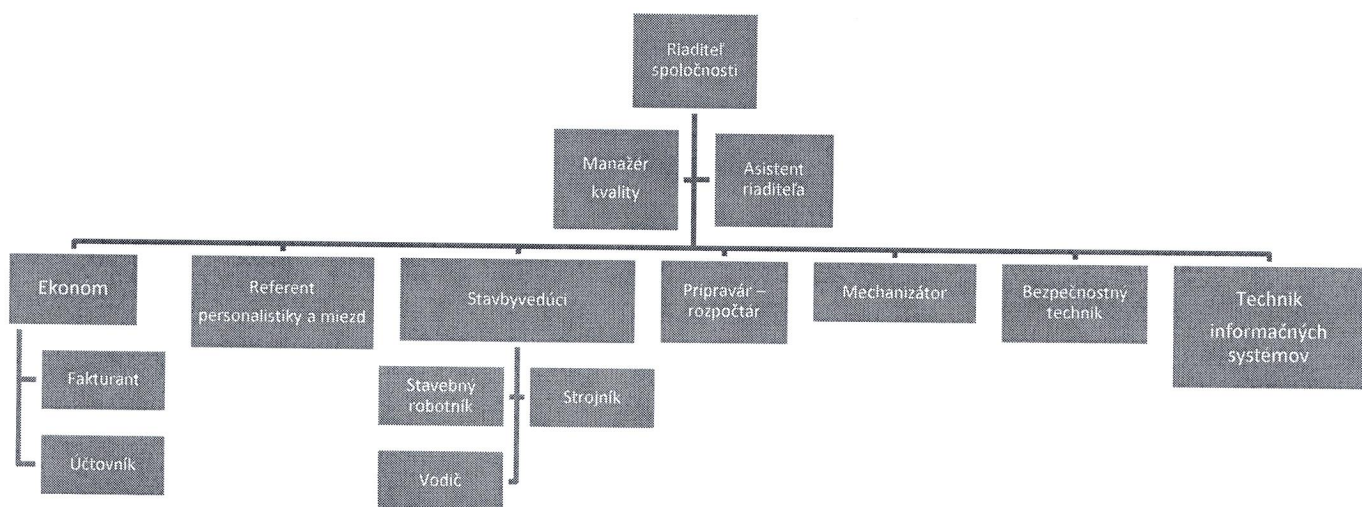 Riaditeľ
spoločnosti
Manažér
kvality
Asistent
riaditeľa
Ekonóm
Referent
personalistiky a miezd
Stavbyvedúci
Pripravár –
rozpočtár
Mechanizátor
Bezpečnostný
technik
Technik
informačných
systémov
Fakturant
Účtovník
Stavebný
robotník
Strojník
Vodič